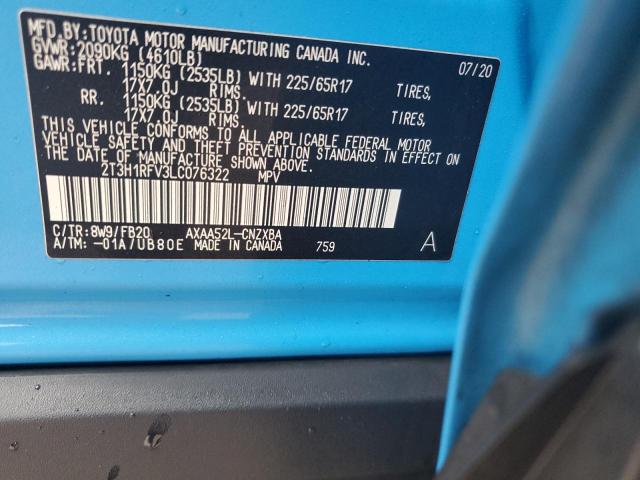 MFD.BY:TOYOTA MOTOR MANUFACTURING CANADA INC.
GVWR:2090KG (4610LB) 07/20
GAWR:FRT. 1150KG (2535LB) WITH 225/65R17 TIRES,
17X7.0J RIMS,
RR. 1150KG (2535LB) WITH 225/65R17 TIRES,
17X7.0J RIMS.
THIS VEHICLE CONFORMS TO ALL APPLICABLE FEDERAL MOTOR
VEHICLE SAFETY AND THEFT PREVENTION STANDARDS IN EFFECT
ON THE DATE OF MANUFACTURE SHOWN ABOVE.
2T3H1RFV3LC076322 MPV
C/TR:8W9/FB20 AXAA52L-CNZXBA
A/TM:-01A/UB80E MADE IN CANADA 759 A